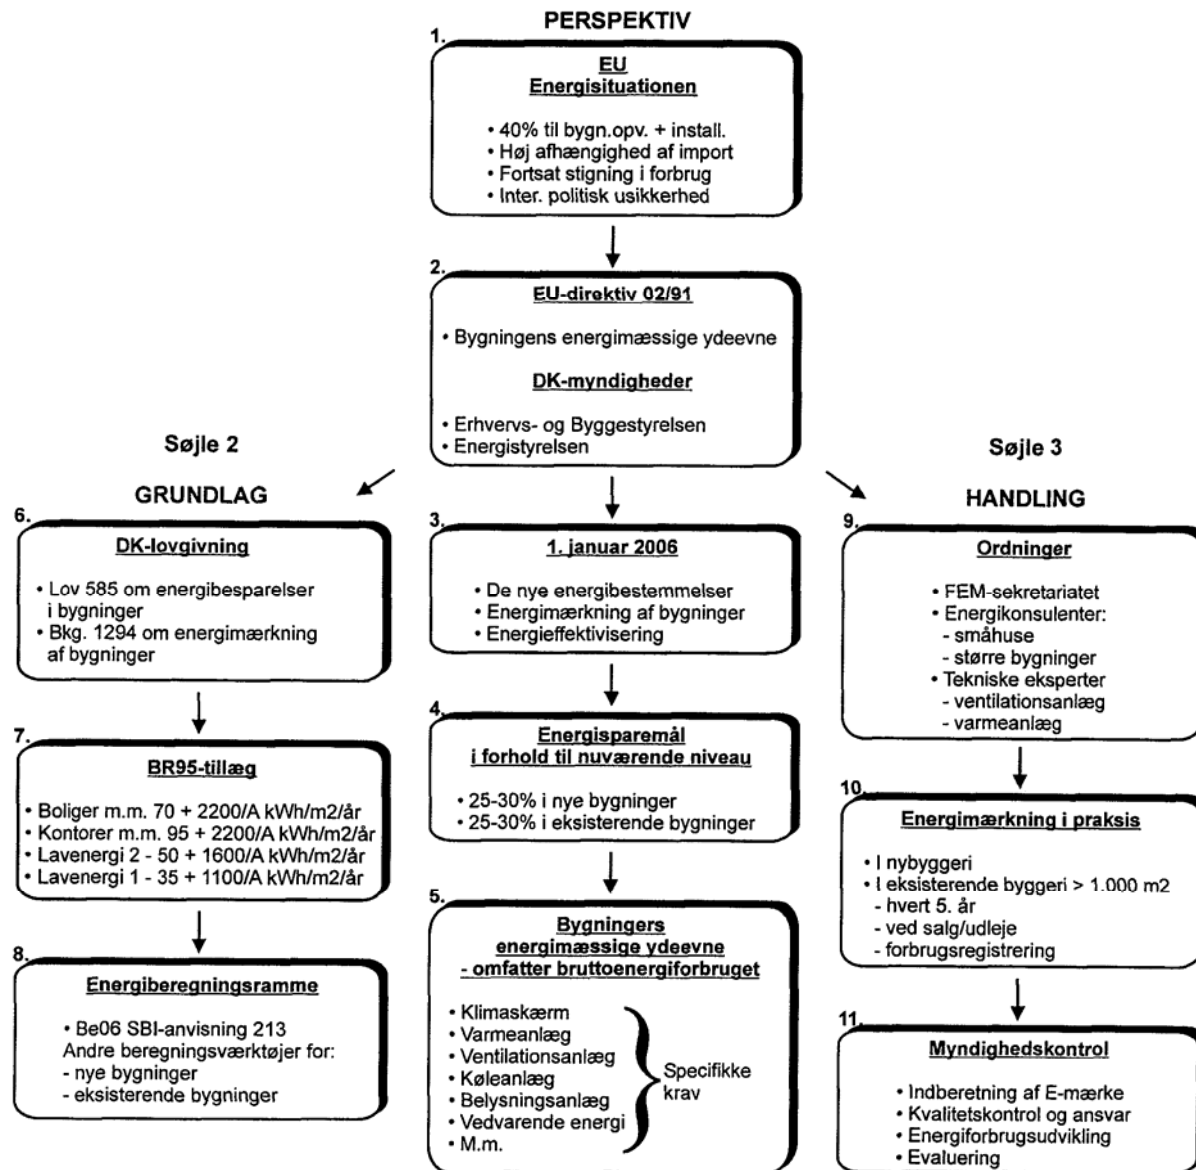 PERSPEKTIV
1.
EU
Energisituationen
• 40% til bygn.opv. + install.
• Høj afhængighed af import
• Fortsat stigning i forbrug
• Inter. politisk usikkerhed
2.
EU-direktiv 02/91
• Bygningens energimæssige ydeevne
DK-myndigheder
• Erhvervs- og Byggestyrelsen
• Energistyrelsen
3.
1. januar 2006
• De nye energibestemmelser
• Energimærkning af bygninger
• Energieffektivisering
4.
Energisparemål
i forhold til nuværende niveau
• 25-30% i nye bygninger
• 25-30% i eksisterende bygninger
5.
Bygningers
energimæssige ydeevne
- omfatter bruttoenergiforbruget
• Klimaskærm
• Varmeanlæg
• Ventilationsanlæg
• Køleanlæg
• Belysningsanlæg
• Vedvarende energi
• M.m.
Specifikke
krav
Søjle 2
GRUNDLAG
6.
DK-lovgivning
• Lov 585 om energibesparelser
i bygninger
• Bkg. 1294 om energimærkning
af bygninger
7.
BR95-tillæg
• Boliger m.m. 70 + 2200/A kWh/m2/år
• Kontorer m.m. 95 + 2200/A kWh/m2/år
• Lavenergi 2 - 50 + 1600/A kWh/m2/år
• Lavenergi 1 - 35 + 1100/A kWh/m2/år
8.
Energiberegningsramme
• Be06 SBI-anvisning 213
Andre beregningsværktøjer for:
- nye bygninger
- eksisterende bygninger
Søjle 3
HANDLING
9.
Ordninger
• FEM-sekretariatet
• Energikonsulenter:
- småhuse
- større bygninger
• Tekniske eksperter
- ventilationsanlæg
- varmeanlæg
10.
Energimærkning i praksis
• I nybyggeri
• I eksisterende byggeri > 1.000 m2
- hvert 5. år
- ved salg/udleje
- forbrugsregistrering
11.
Myndighedskontrol
• Indberetning af E-mærke
• Kvalitetskontrol og ansvar
• Energiforbrugsudvikling
• Evaluering